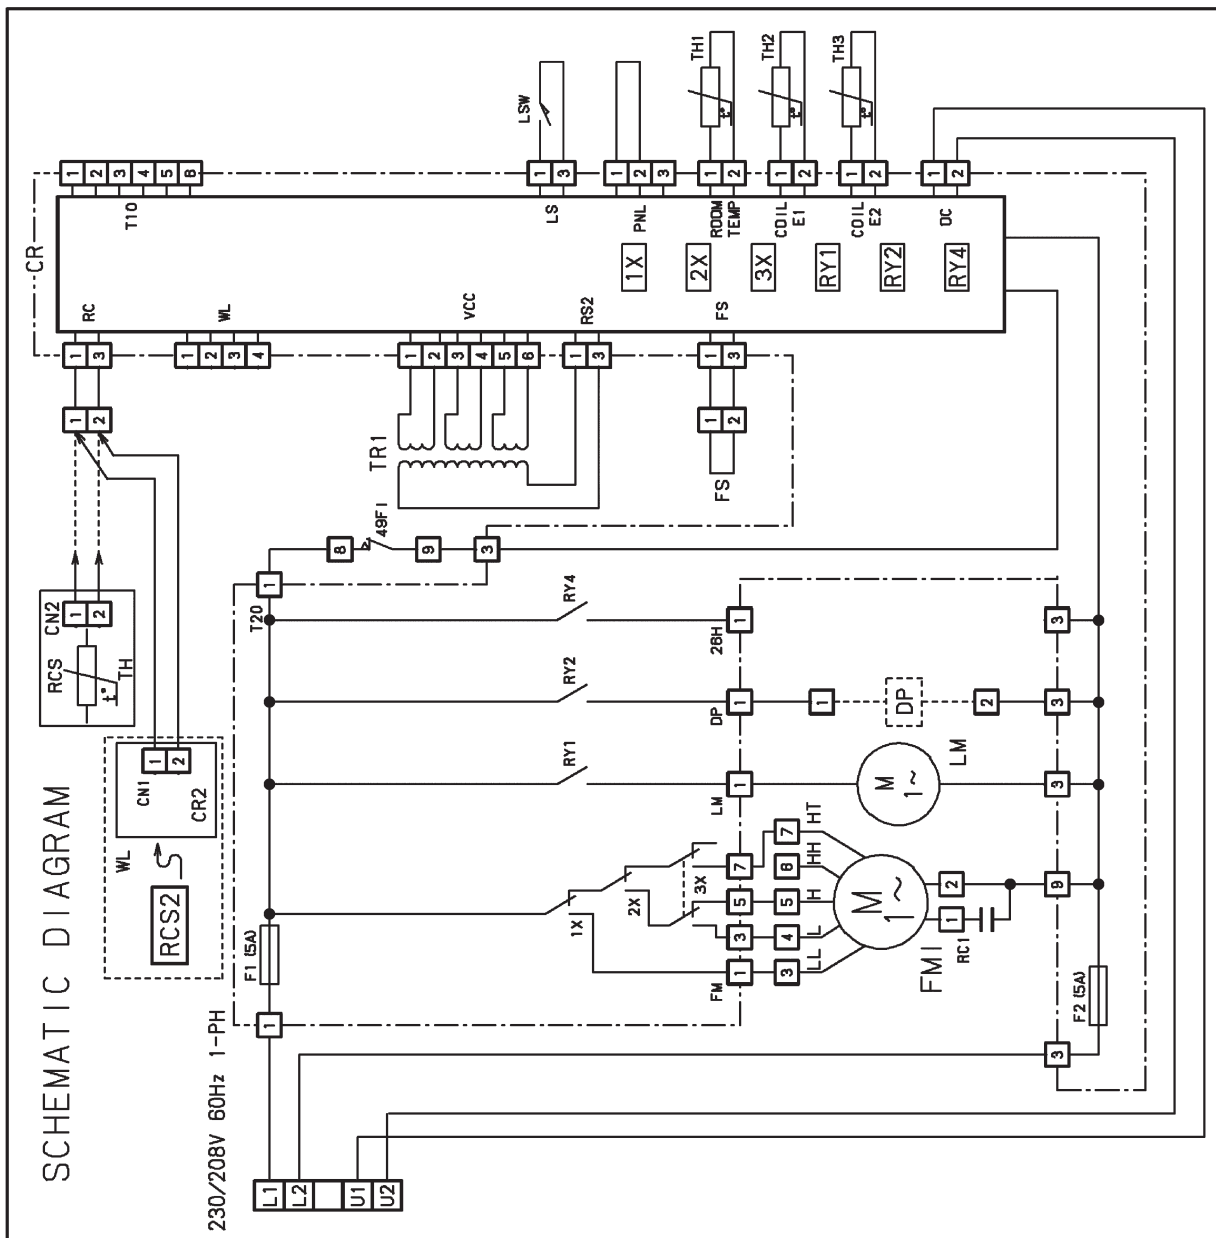 SCHEMATIC DIAGRAM
230/208V 60Hz 1-PH
L1
L2
U1
U2
RCS2
WL
CR2
CN1
1
2
RCS
TH
t°
CN2
1
2
1
2
CR
RC
1
3
WL
1
2
3
4
VCC
1
2
3
4
5
6
RS2
1
3
FS
1
3
1
2
FS
TR1
T10
1
2
3
4
5
6
LS
1
3
LSW
PNL
1
2
3
ROOM
TEMP
1
2
TH1
t°
COIL
E1
1
2
TH2
t°
COIL
E2
1
2
TH3
t°
OC
1
2
1X
2X
3X
RY1
RY2
RY4
1
F1 (5A)
T20
1
8
49FI
9
3
RY4
RY2
RY1
1X
2X
3X
26H
1
3
DP
1
1
DP
2
3
LM
1
M
1~
LM
3
FM
1
3
5
7
3
4
5
6
7
LL
L
H
HH
HT
M
1~
FMI
1
2
RC1
9
F2 (5A)
3